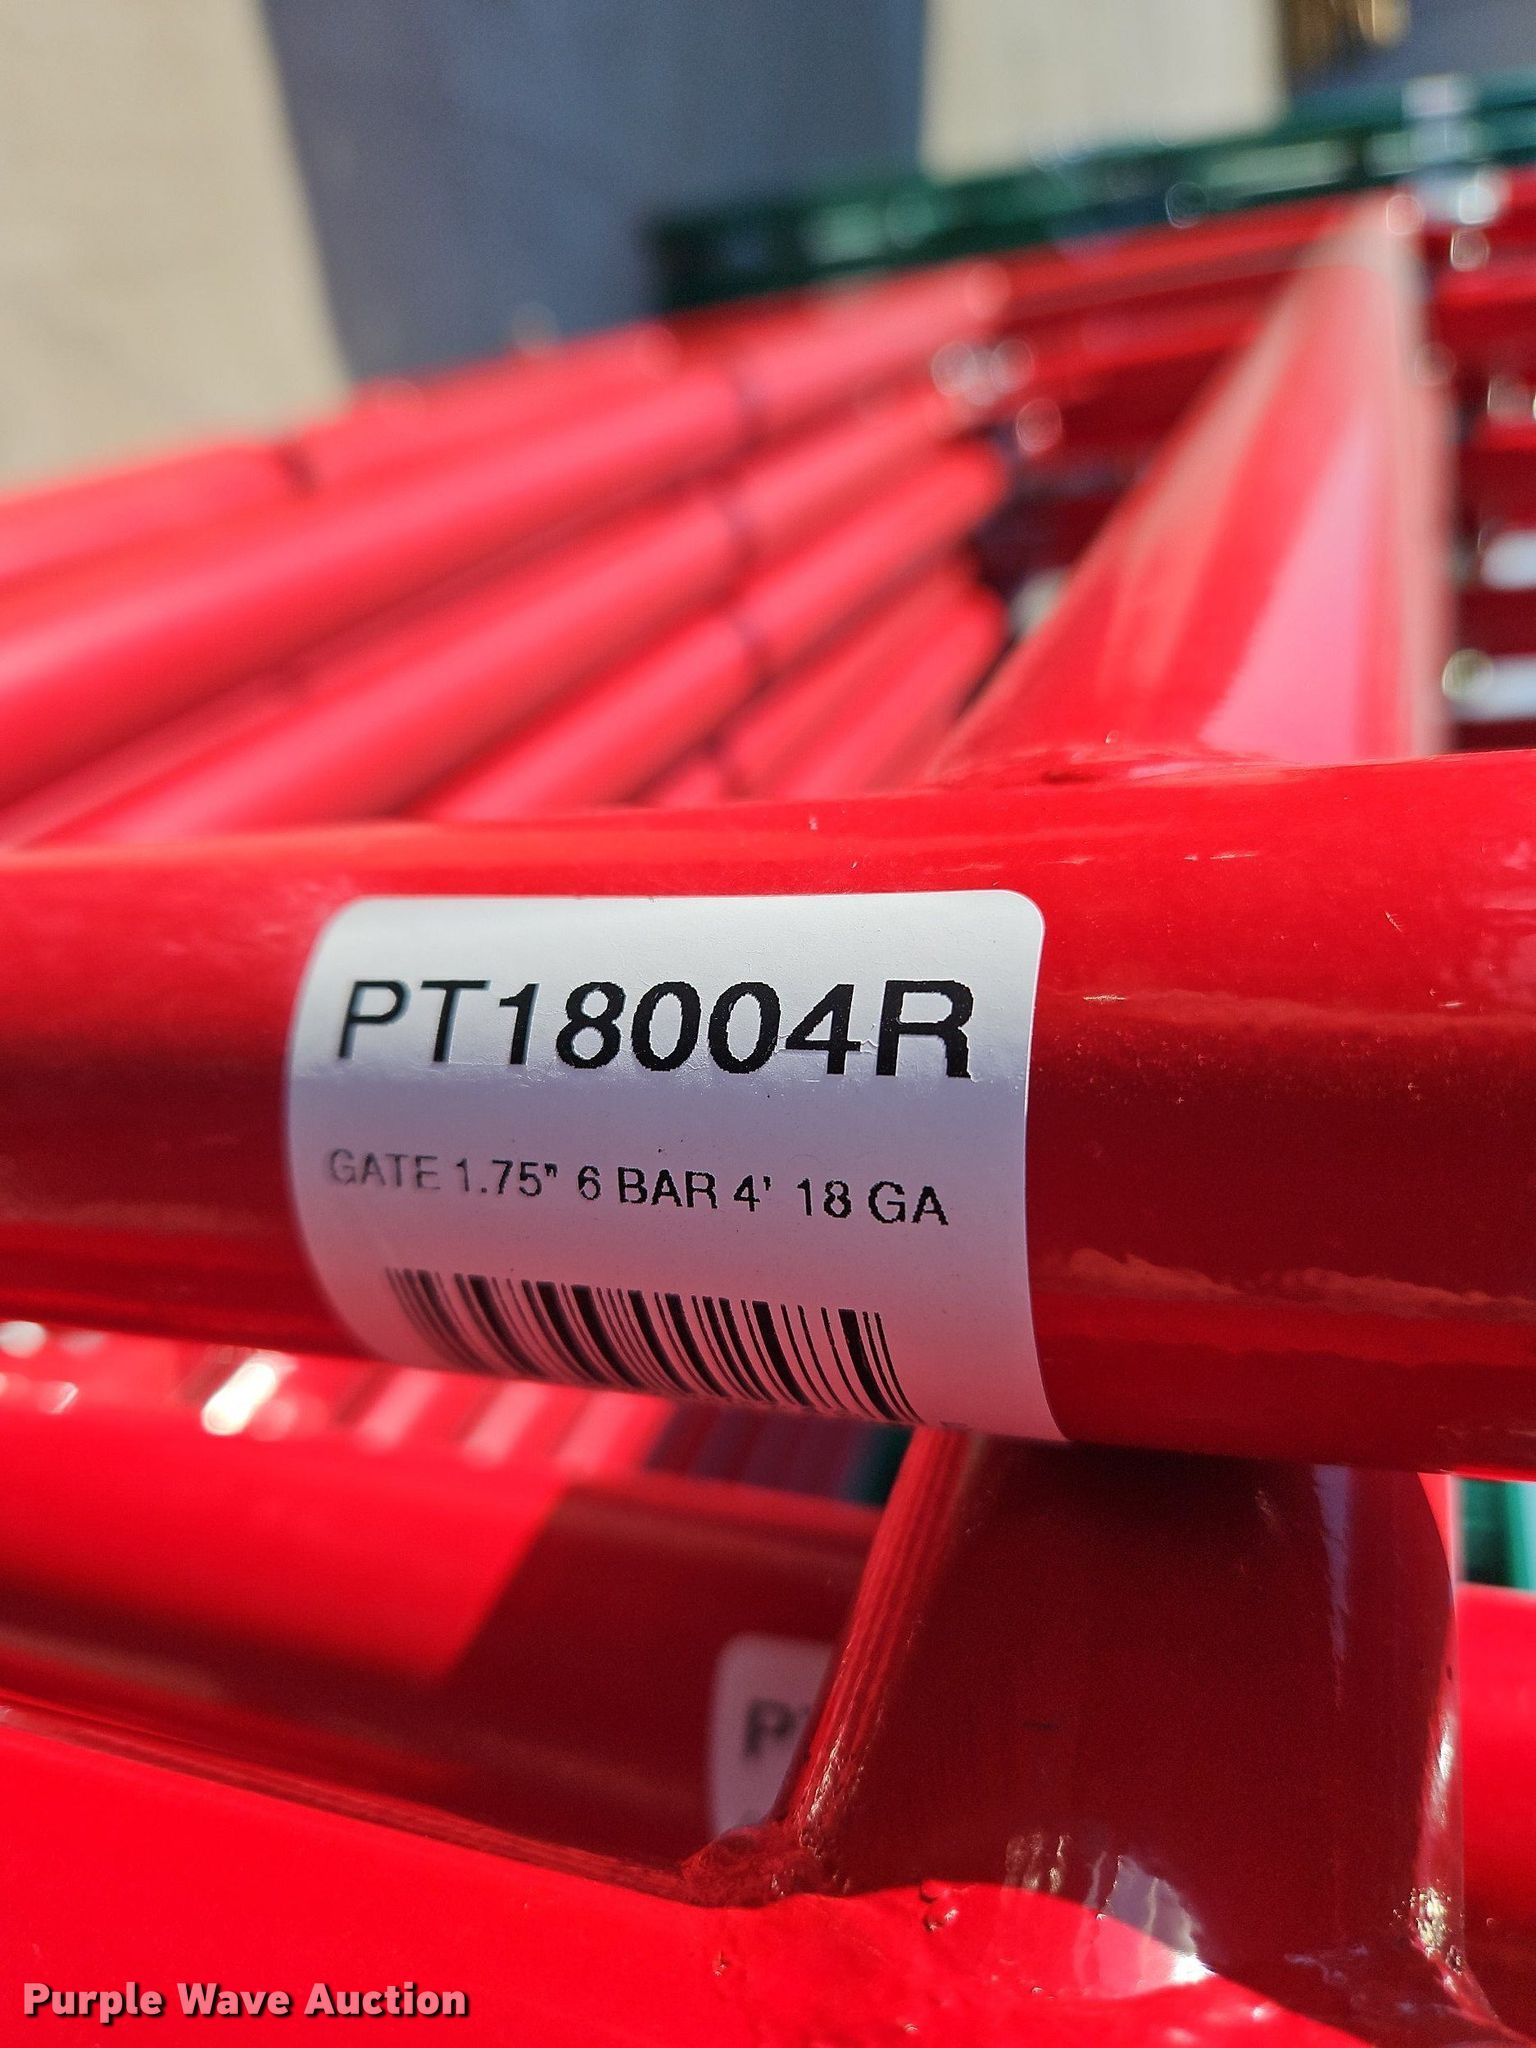 PT18004R
GATE 1.75" 6 BAR 4' 18 GA
P
Purple Wave Auction